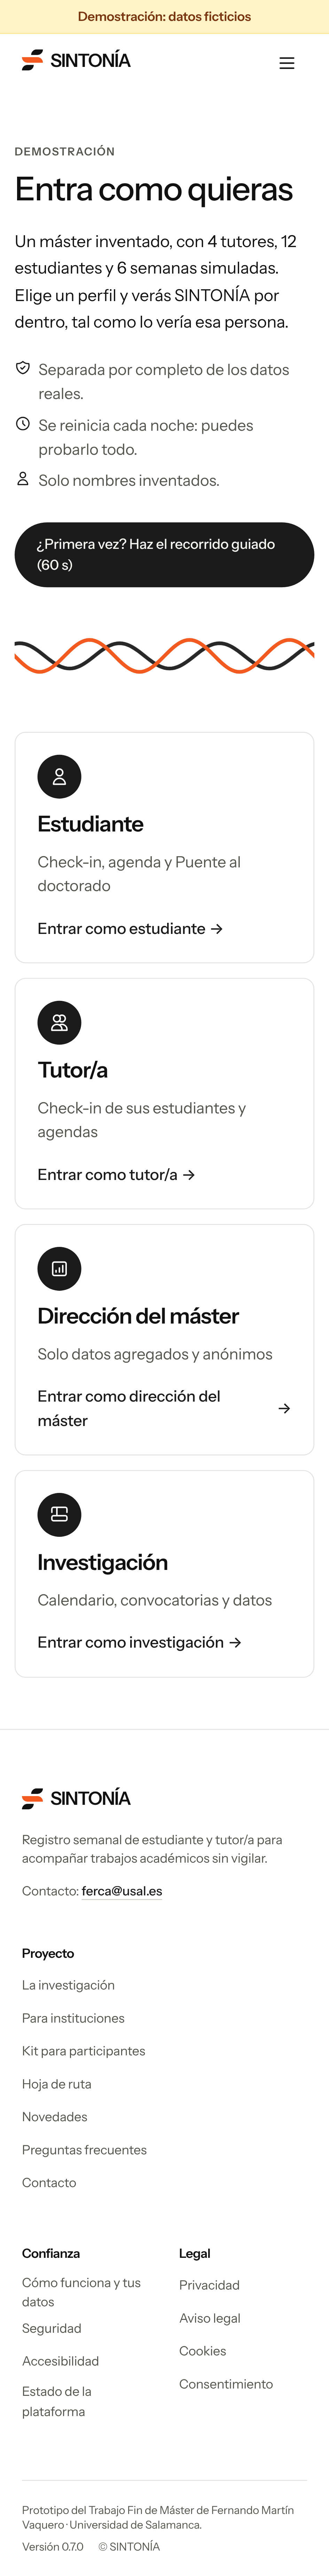 Demostración: datos ficticios
SINTONÍA
DEMOSTRACIÓN
Entra como quieras
Un máster inventado, con 4 tutores, 12
estudiantes y 6 semanas simuladas.
Elige un perfil y verás SINTONÍA por
dentro, tal como lo vería esa persona.
Separada por completo de los datos
reales.
Se reinicia cada noche: puedes
probarlo todo.
Solo nombres inventados.
¿Primera vez? Haz el recorrido guiado
(60 s)
Estudiante
Check-in, agenda y Puente al
doctorado
Entrar como estudiante →
Tutor/a
Check-in de sus estudiantes y
agendas
Entrar como tutor/a →
Dirección del máster
Solo datos agregados y anónimos
Entrar como dirección del
máster →
Investigación
Calendario, convocatorias y datos
Entrar como investigación →
SINTONÍA
Registro semanal de estudiante y tutor/a para
acompañar trabajos académicos sin vigilar.
Contacto: ferca@usal.es
Proyecto
La investigación
Para instituciones
Kit para participantes
Hoja de ruta
Novedades
Preguntas frecuentes
Contacto
Confianza
Cómo funciona y tus
datos
Seguridad
Accesibilidad
Estado de la
plataforma
Legal
Privacidad
Aviso legal
Cookies
Consentimiento
Prototipo del Trabajo Fin de Máster de Fernando Martín
Vaquero · Universidad de Salamanca.
Versión 0.7.0 © SINTONÍA